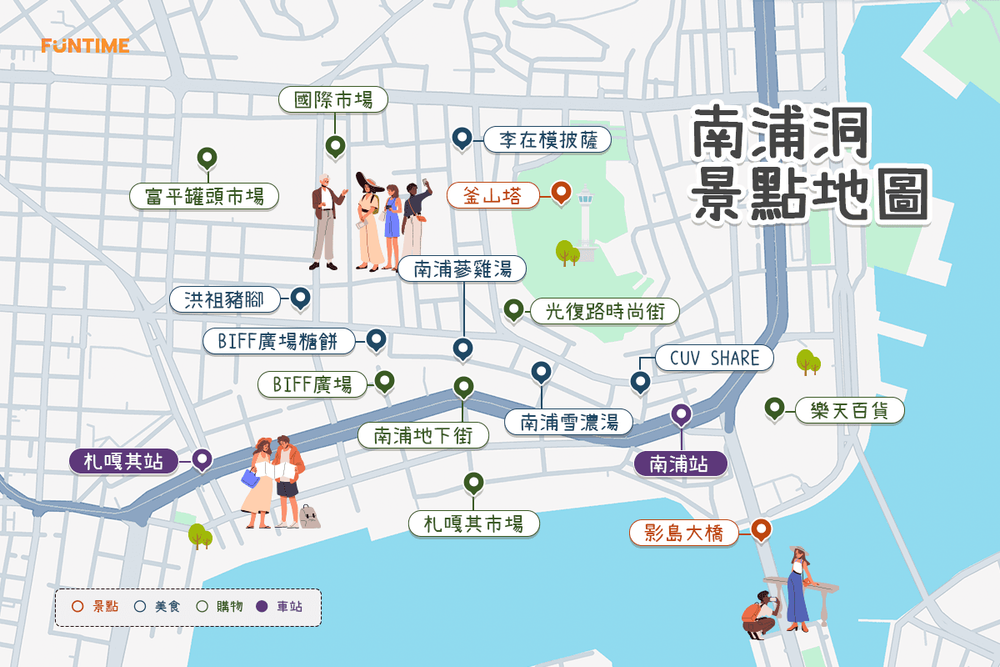 FUNTIME
南浦洞
景點地圖
國際市場
李在模披薩
富平罐頭市場
釜山塔
南浦蔘雞湯
洪祖豬腳
光復路時尚街
BIFF廣場糖餅
CUV SHARE
BIFF廣場
樂天百貨
南浦雪濃湯
南浦地下街
札嘎其站
南浦站
札嘎其市場
影島大橋
景點 美食 購物 車站